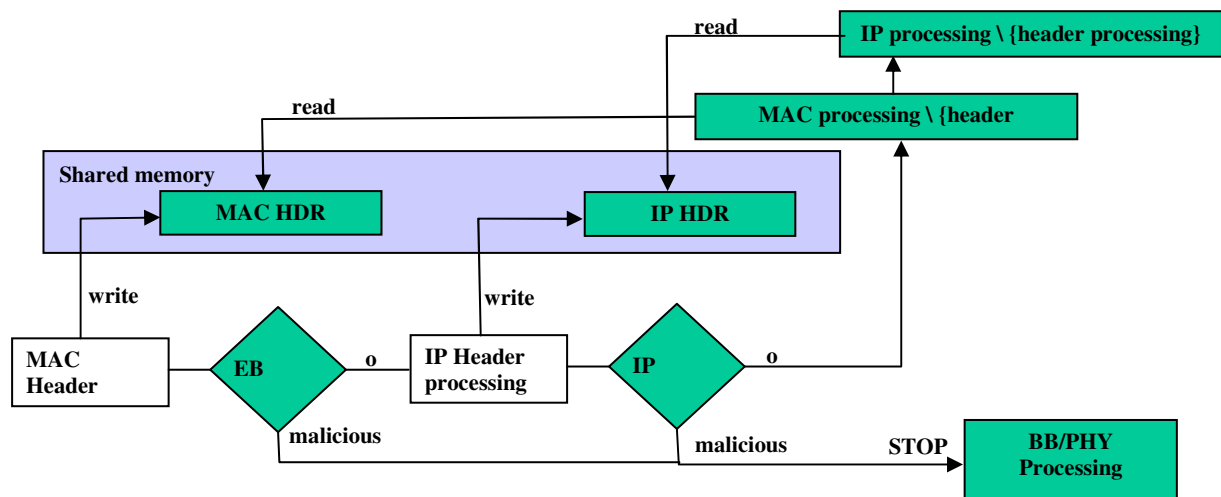 read
IP processing \ {header processing}
read
MAC processing \ {header
Shared memory
MAC HDR
IP HDR
write
write
MAC
Header
EB
o
IP Header
processing
IP
o
malicious
malicious
STOP
BB/PHY
Processing